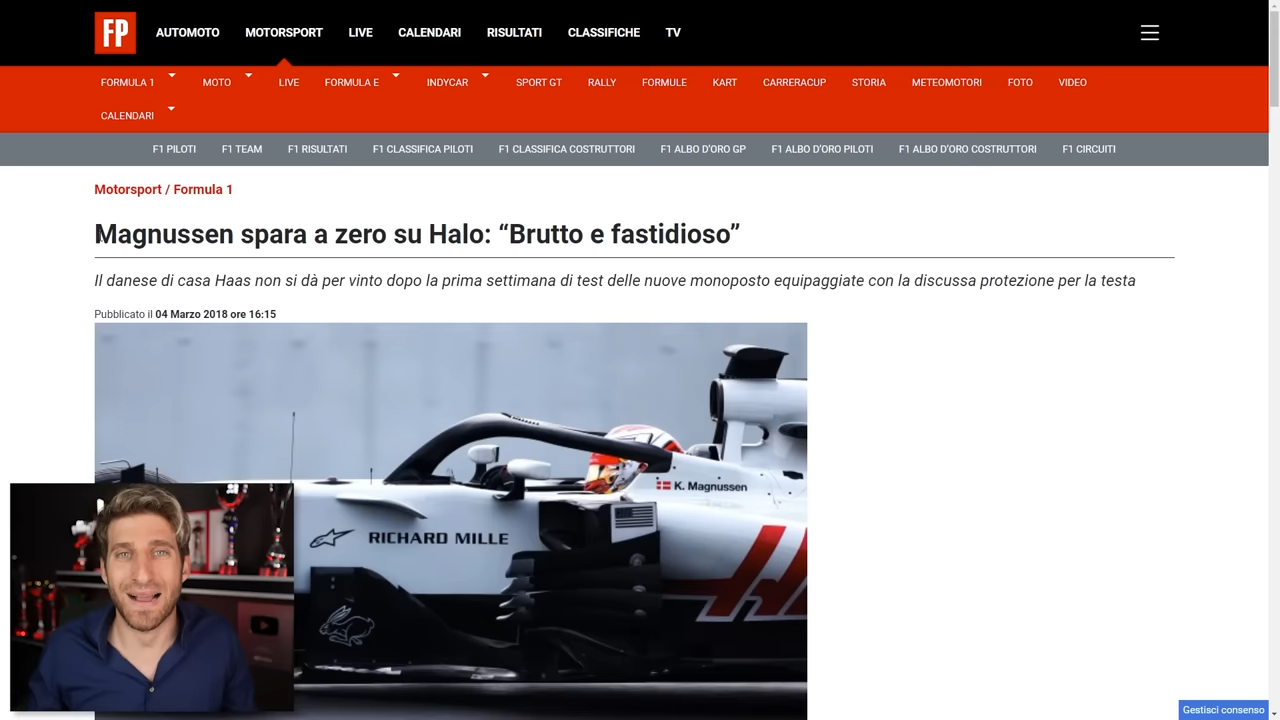 FP
AUTOMOTO MOTORSPORT LIVE CALENDARI RISULTATI CLASSIFICHE TV
FORMULA 1 MOTO LIVE FORMULA E INDYCAR SPORT GT RALLY FORMULE KART CARRERACUP STORIA METEOMOTORI FOTO VIDEO
CALENDARI
F1 PILOTI F1 TEAM F1 RISULTATI F1 CLASSIFICA PILOTI F1 CLASSIFICA COSTRUTTORI F1 ALBO D'ORO GP F1 ALBO D'ORO PILOTI F1 ALBO D'ORO COSTRUTTORI F1 CIRCUITI
Motorsport / Formula 1
Magnussen spara a zero su Halo: “Brutto e fastidioso”
Il danese di casa Haas non si dà per vinto dopo la prima settimana di test delle nuove monoposto equipaggiate con la discussa protezione per la testa
Pubblicato il 04 Marzo 2018 ore 16:15
K. Magnussen
RICHARD MILLE
Gestisci consenso